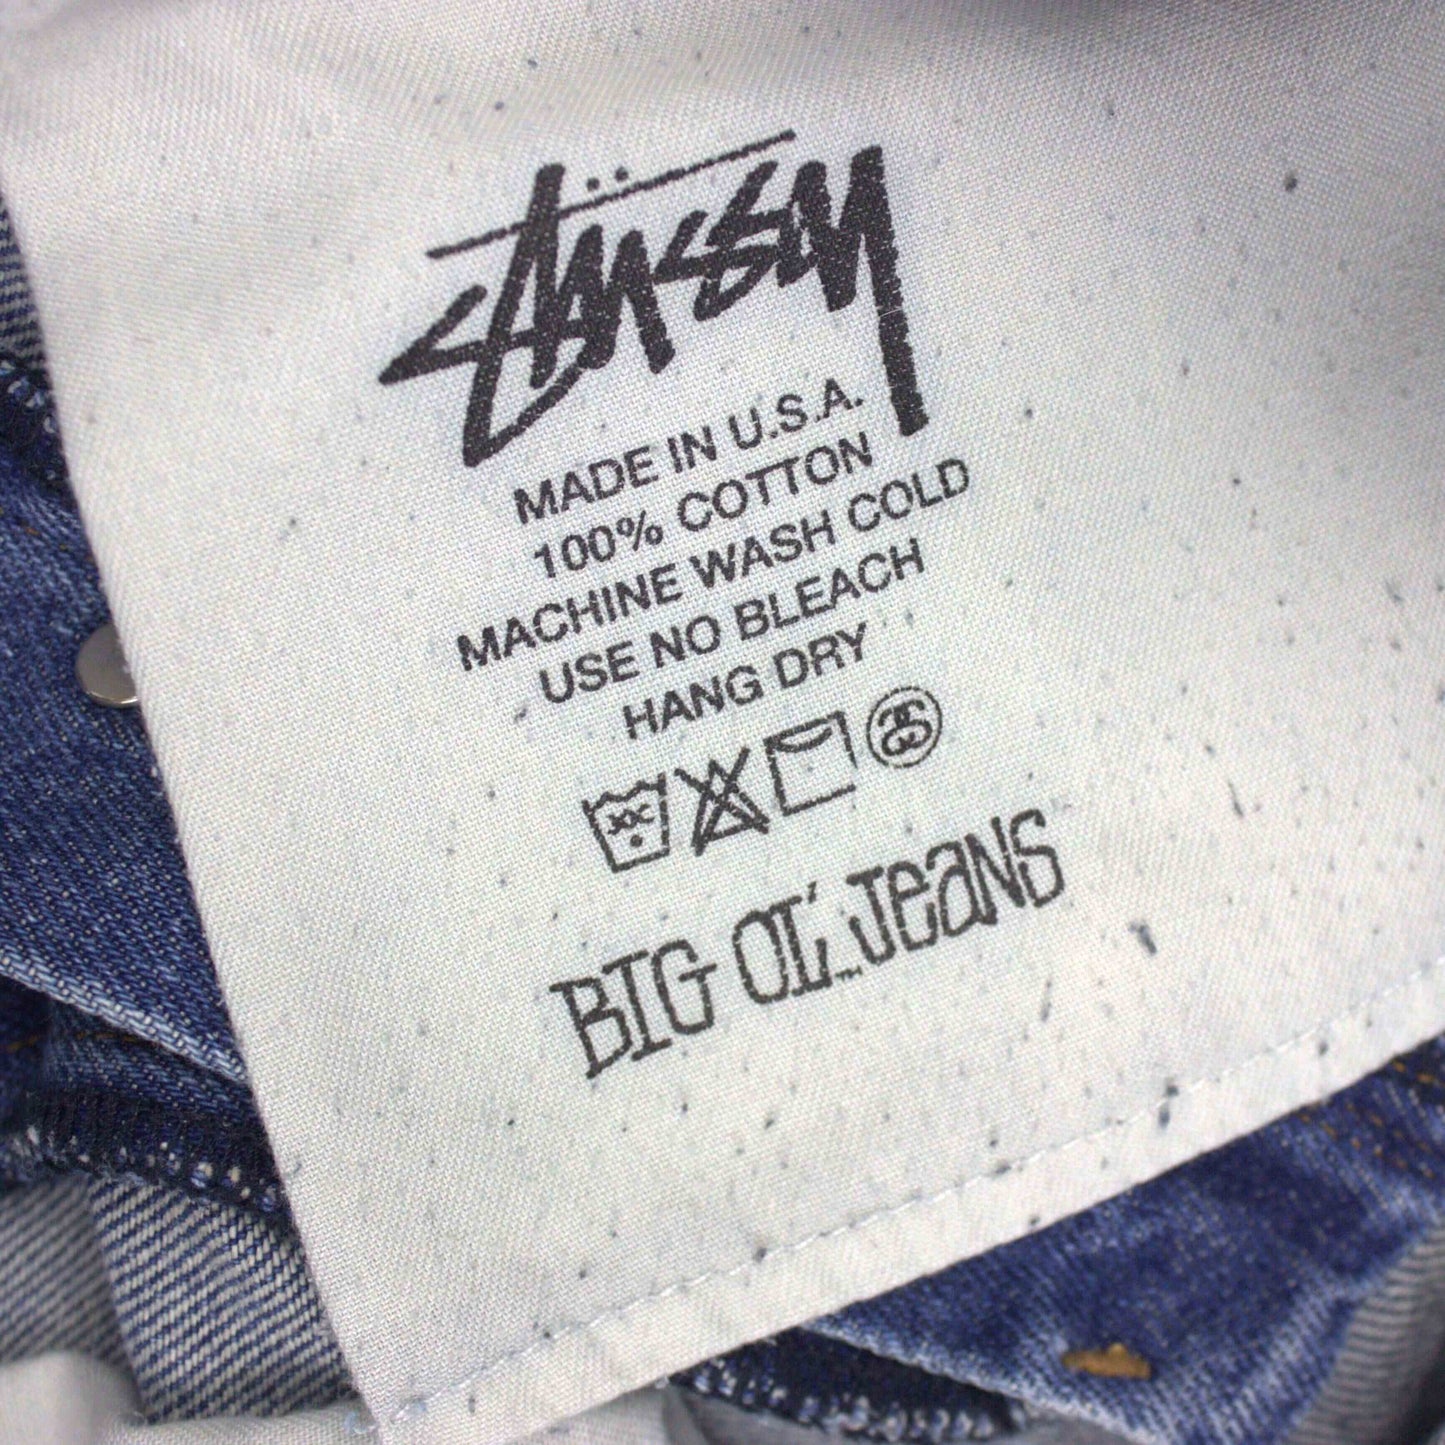 Stüssy
MADE IN U.S.A.
100% COTTON
MACHINE WASH COLD
USE NO BLEACH
HANG DRY
BIG OL' JeaNS